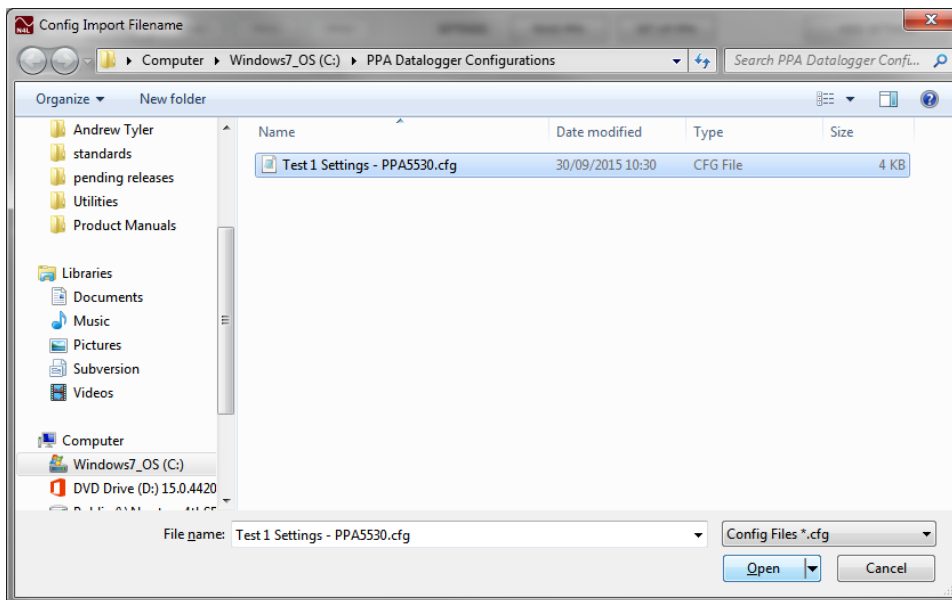 N4L Config Import Filename
Computer Windows7_OS (C:) PPA Datalogger Configurations Search PPA Datalogger Confi...
Organize New folder
Name Date modified Type Size
Test 1 Settings - PPA5530.cfg 30/09/2015 10:30 CFG File 4 KB
Andrew Tyler
standards
pending releases
Utilities
Product Manuals
Libraries
Documents
Music
Pictures
Subversion
Videos
Computer
Windows7_OS (C:)
DVD Drive (D:) 15.0.4420
File name: Test 1 Settings - PPA5530.cfg Config Files *.cfg
Open Cancel